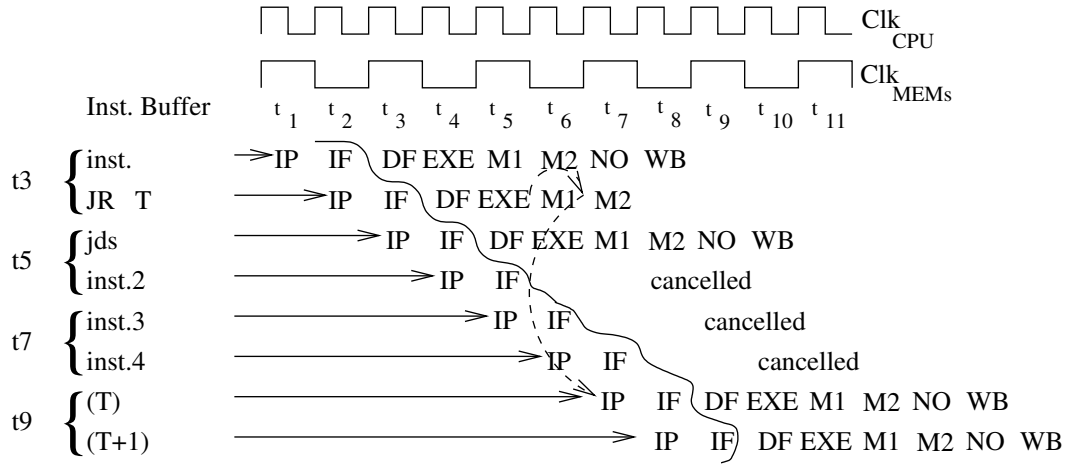 Clk CPU
Clk MEMs
Inst. Buffer t 1 t 2 t 3 t 4 t 5 t 6 t 7 t 8 t 9 t 10 t 11
t3
inst. IP IF DF EXE M1 M2 NO WB
JR T IP IF DF EXE M1 M2
t5
jds IP IF DF EXE M1 M2 NO WB
inst.2 IP IF cancelled
t7
inst.3 IP IF cancelled
inst.4 IP IF cancelled
t9
(T) IP IF DF EXE M1 M2 NO WB
(T+1) IP IF DF EXE M1 M2 NO WB